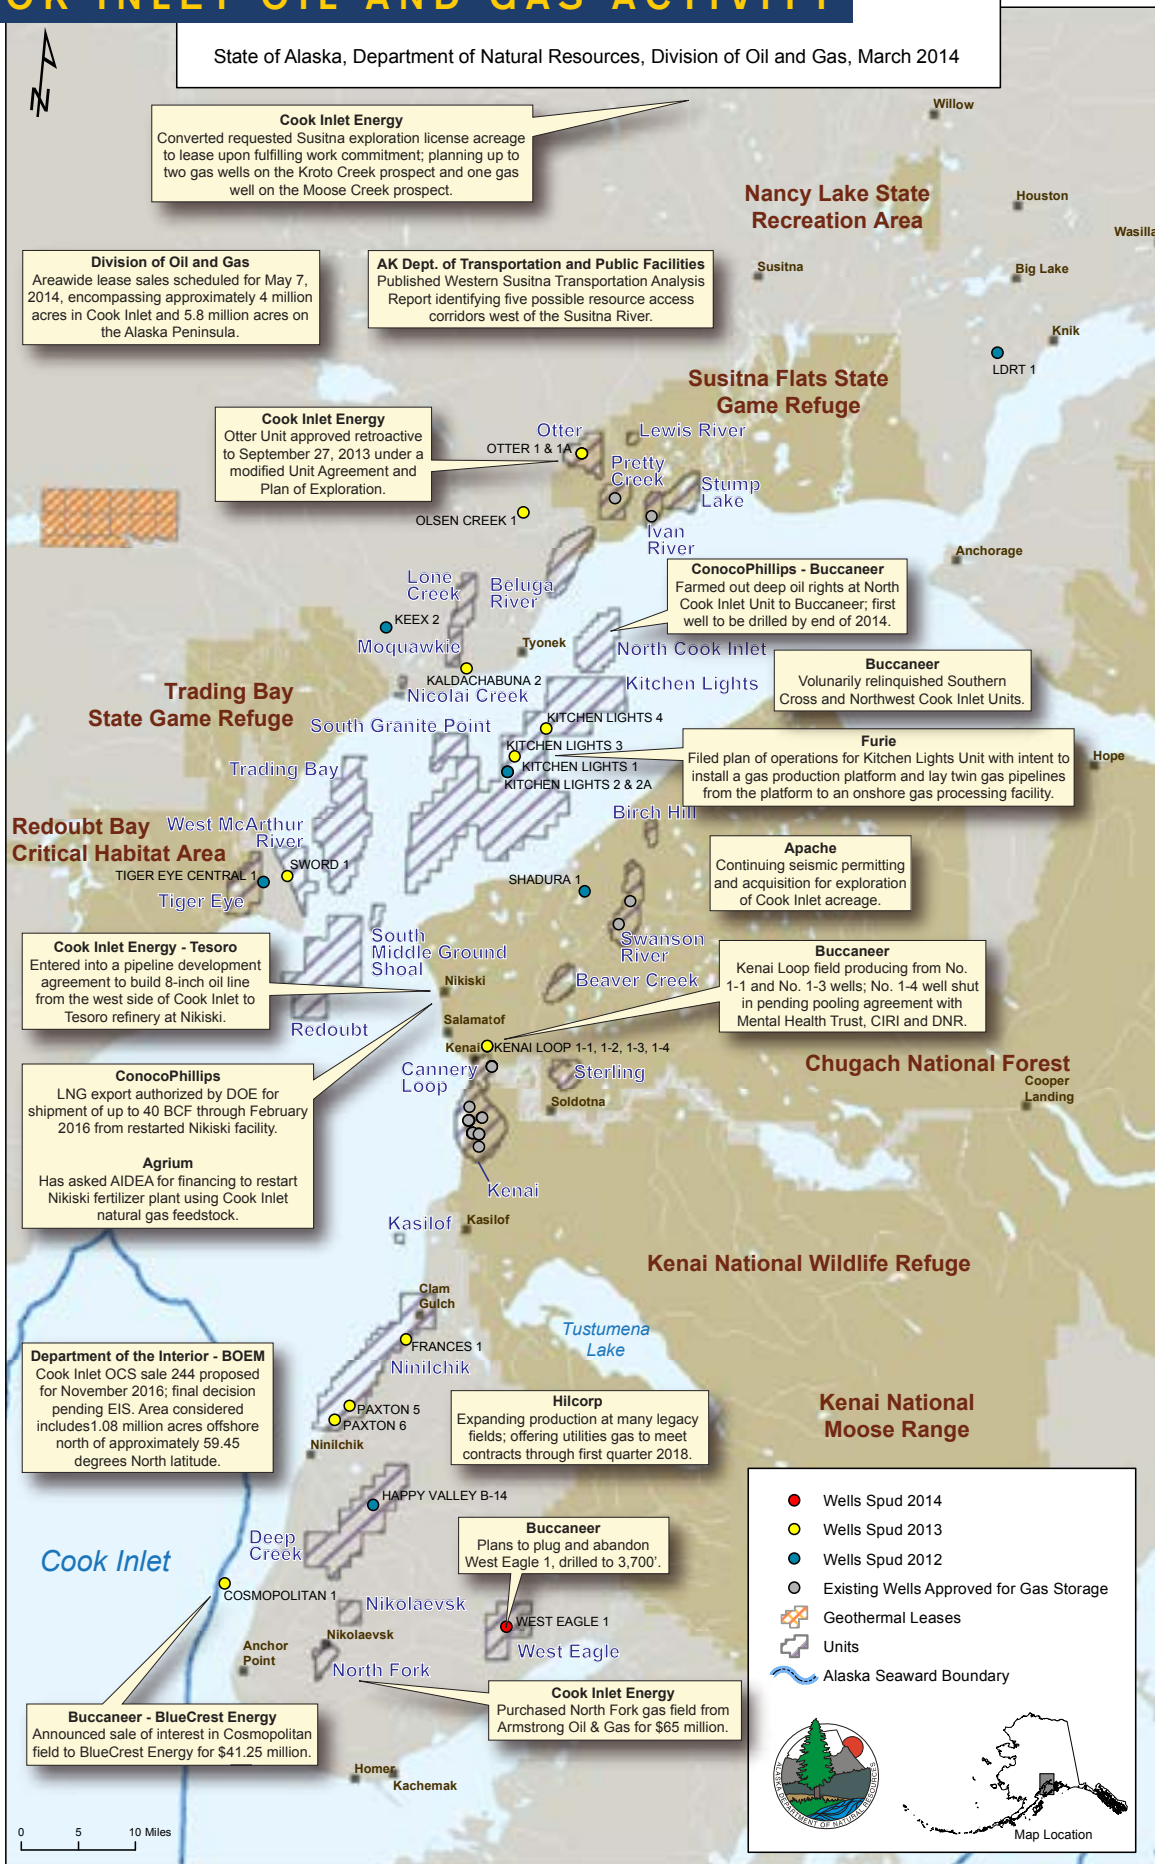 OK INLET OIL AND GAS ACTIVITY
State of Alaska, Department of Natural Resources, Division of Oil and Gas, March 2014
N
Cook Inlet Energy
Converted requested Susitna exploration license acreage
to lease upon fulfilling work commitment; planning up to
two gas wells on the Kroto Creek prospect and one gas
well on the Moose Creek prospect.
Willow
Nancy Lake State
Recreation Area
Houston
Wasilla
Susitna
Big Lake
Knik
LDRT 1
Division of Oil and Gas
Areawide lease sales scheduled for May 7,
2014, encompassing approximately 4 million
acres in Cook Inlet and 5.8 million acres on
the Alaska Peninsula.
AK Dept. of Transportation and Public Facilities
Published Western Susitna Transportation Analysis
Report identifying five possible resource access
corridors west of the Susitna River.
Susitna Flats State
Game Refuge
Cook Inlet Energy
Otter Unit approved retroactive
to September 27, 2013 under a
modified Unit Agreement and
Plan of Exploration.
Otter
OTTER 1 & 1A
Lewis River
Pretty
Creek
Stump
Lake
OLSEN CREEK 1
Ivan
River
Anchorage
Lone
Creek
Beluga
River
ConocoPhillips - Buccaneer
Farmed out deep oil rights at North
Cook Inlet Unit to Buccaneer; first
well to be drilled by end of 2014.
KEEX 2
Moquawkie
Tyonek
North Cook Inlet
Buccaneer
Volunarily relinquished Southern
Cross and Northwest Cook Inlet Units.
KALDACHABUNA 2
Nicolai Creek
Kitchen Lights
Trading Bay
State Game Refuge
South Granite Point
KITCHEN LIGHTS 4
KITCHEN LIGHTS 3
KITCHEN LIGHTS 1
KITCHEN LIGHTS 2 & 2A
Furie
Filed plan of operations for Kitchen Lights Unit with intent to
install a gas production platform and lay twin gas pipelines
from the platform to an onshore gas processing facility.
Hope
Trading Bay
Birch Hill
Redoubt Bay
Critical Habitat Area
West McArthur
River
SWORD 1
TIGER EYE CENTRAL 1
Tiger Eye
Apache
Continuing seismic permitting
and acquisition for exploration
of Cook Inlet acreage.
SHADURA 1
Swanson
River
South
Middle Ground
Shoal
Cook Inlet Energy - Tesoro
Entered into a pipeline development
agreement to build 8-inch oil line
from the west side of Cook Inlet to
Tesoro refinery at Nikiski.
Redoubt
Nikiski
Beaver Creek
Buccaneer
Kenai Loop field producing from No.
1-1 and No. 1-3 wells; No. 1-4 well shut
in pending pooling agreement with
Mental Health Trust, CIRI and DNR.
Salamatof
Kenai
KENAI LOOP 1-1, 1-2, 1-3, 1-4
Cannery
Loop
Sterling
Chugach National Forest
Cooper
Landing
Soldotna
ConocoPhillips
LNG export authorized by DOE for
shipment of up to 40 BCF through February
2016 from restarted Nikiski facility.
Agrium
Has asked AIDEA for financing to restart
Nikiski fertilizer plant using Cook Inlet
natural gas feedstock.
Kenai
Kasilof
Kasilof
Kenai National Wildlife Refuge
Clam
Gulch
Tustumena
Lake
FRANCES 1
Ninilchik
Department of the Interior - BOEM
Cook Inlet OCS sale 244 proposed
for November 2016; final decision
pending EIS. Area considered
includes1.08 million acres offshore
north of approximately 59.45
degrees North latitude.
PAXTON 5
PAXTON 6
Ninilchik
Hilcorp
Expanding production at many legacy
fields; offering utilities gas to meet
contracts through first quarter 2018.
Kenai National
Moose Range
HAPPY VALLEY B-14
Deep
Creek
Buccaneer
Plans to plug and abandon
West Eagle 1, drilled to 3,700'.
Cook Inlet
COSMOPOLITAN 1
Nikolaevsk
WEST EAGLE 1
Nikolaevsk
West Eagle
Anchor
Point
North Fork
Cook Inlet Energy
Purchased North Fork gas field from
Armstrong Oil & Gas for $65 million.
Buccaneer - BlueCrest Energy
Announced sale of interest in Cosmopolitan
field to BlueCrest Energy for $41.25 million.
Homer
Kachemak
0 5 10 Miles
Wells Spud 2014
Wells Spud 2013
Wells Spud 2012
Existing Wells Approved for Gas Storage
Geothermal Leases
Units
Alaska Seaward Boundary
ALASKA DEPARTMENT OF NATURAL RESOURCES
Map Location